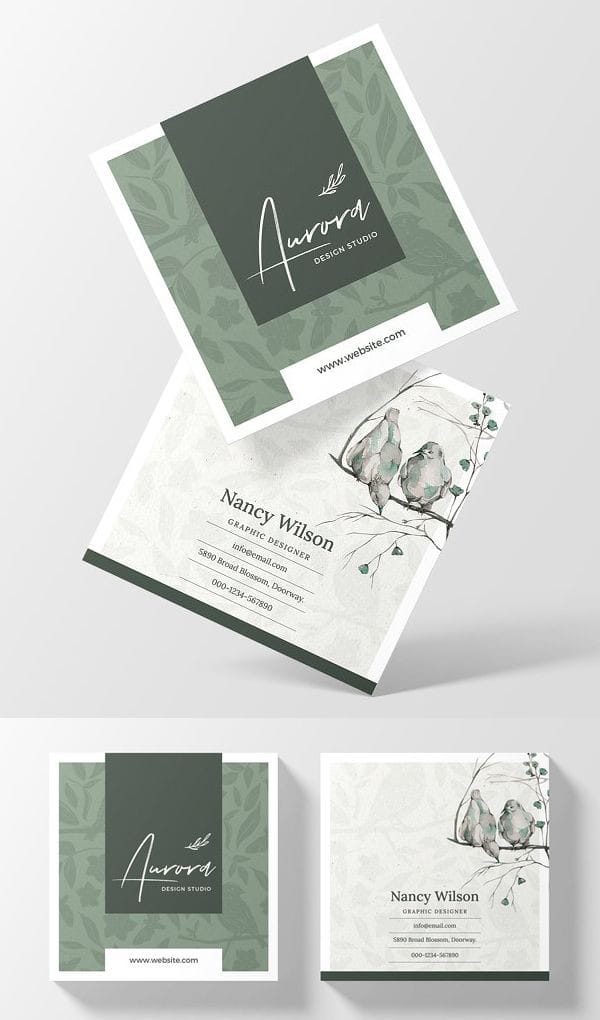 Aurora
DESIGN STUDIO
www.website.com
Nancy Wilson
GRAPHIC DESIGNER
info@email.com
5890 Broad Blossom, Doorway.
000-1234-567890
Aurora
DESIGN STUDIO
www.website.com
Nancy Wilson
GRAPHIC DESIGNER
info@email.com
5890 Broad Blossom, Doorway.
000-1234-567890